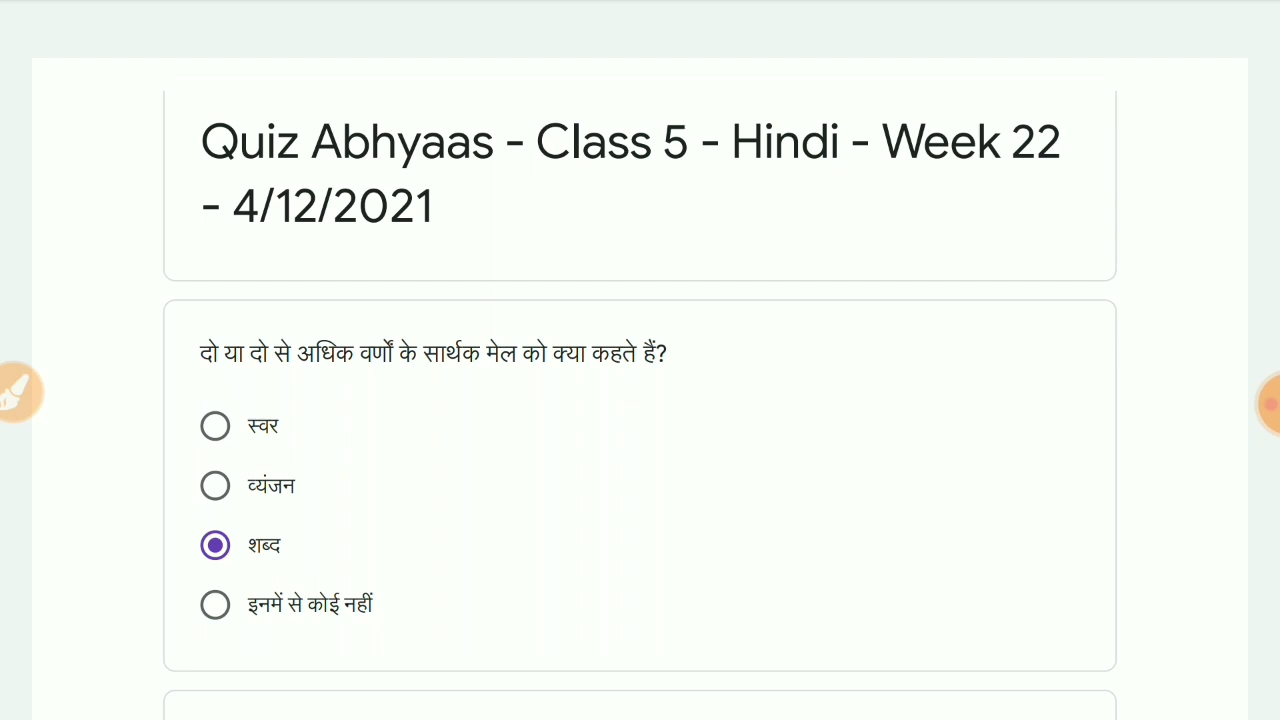 Quiz Abhyaas - Class 5 - Hindi - Week 22
- 4/12/2021
दो या दो से अधिक वर्णों के सार्थक मेल को क्या कहते हैं?
स्वर
व्यंजन
शब्द
इनमें से कोई नहीं